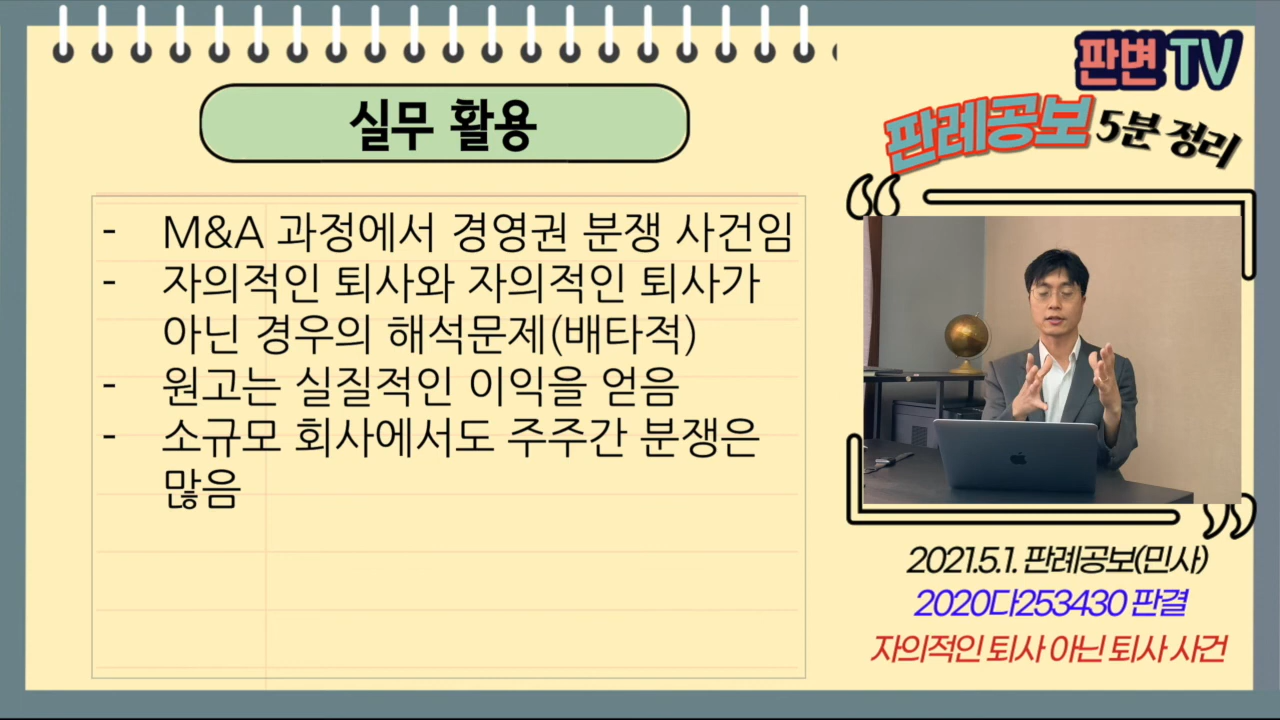 실무 활용
- M&A 과정에서 경영권 분쟁 사건임
- 자의적인 퇴사와 자의적인 퇴사가
아닌 경우의 해석문제(배타적)
- 원고는 실질적인 이익을 얻음
- 소규모 회사에서도 주주간 분쟁은
많음
판변 TV
판례공보 5분 정리
2021.5.1. 판례공보(민사)
2020다253430 판결
자의적인 퇴사 아닌 퇴사 사건